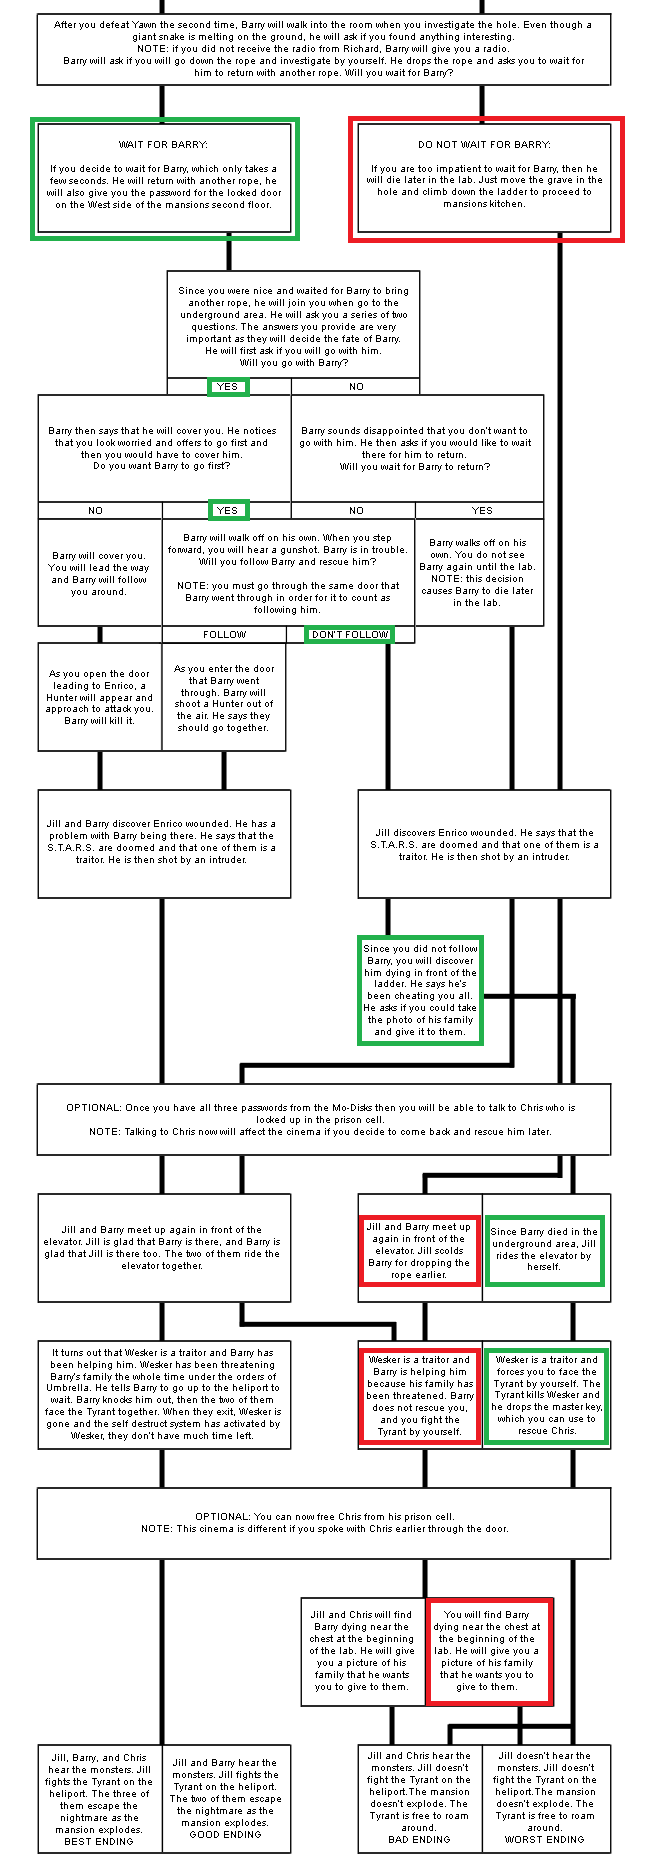 After you defeat Yawn the second time, Barry will walk into the room when you investigate the hole. Even though a
giant snake is melting on the ground, he will ask if you found anything interesting.
NOTE: if you did not receive the radio from Richard, Barry will give you a radio.
Barry will ask if you will go down the rope and investigate by yourself. He drops the rope and asks you to wait for
him to return with another rope. Will you wait for Barry?
WAIT FOR BARRY:
If you decide to wait for Barry, which only takes a
few seconds. He will return with another rope, he
will also give you the password for the locked door
on the West side of the mansions second floor.
DO NOT WAIT FOR BARRY:
If you are too impatient to wait for Barry, then he
will die later in the lab. Just move the grave in the
hole and climb down the ladder to proceed to
mansions kitchen.
Since you were nice and waited for Barry to bring
another rope, he will join you when go to the
underground area. He will ask you a series of two
questions. The answers you provide are very
important as they will decide the fate of Barry.
He will first ask if you will go with him.
Will you go with Barry?
YES
NO
Barry then says that he will cover you. He notices
that you look worried and offers to go first and
then you would have to cover him.
Do you want Barry to go first?
Barry sounds disappointed that you don't want to
go with him. He then asks if you would like to wait
there for him to return.
Will you wait for Barry to return?
NO
YES
NO
YES
Barry will cover you.
You will lead the way
and Barry will follow
you around.
Barry will walk off on his own. When you step
forward, you will hear a gunshot. Barry is in trouble.
Will you follow Barry and rescue him?
NOTE: you must go through the same door that
Barry went through in order for it to count as
following him.
Barry walks off on his
own. You do not see
Barry again until the lab.
NOTE: this decision
causes Barry to die later
in the lab.
FOLLOW
DON'T FOLLOW
As you open the door
leading to Enrico, a
Hunter will appear and
approach to attack you.
Barry will kill it.
As you enter the door
that Barry went
through. Barry will
shoot a Hunter out of
the air. He says they
should go together.
Jill and Barry discover Enrico wounded. He has a
problem with Barry being there. He says that the
S.T.A.R.S. are doomed and that one of them is a
traitor. He is then shot by an intruder.
Jill discovers Enrico wounded. He says that the
S.T.A.R.S. are doomed and that one of them is a
traitor. He is then shot by an intruder.
Since you did not follow
Barry, you will discover
him dying in front of the
ladder. He says he's
been cheating you all.
He asks if you could take
the photo of his family
and give it to them.
OPTIONAL: Once you have all three passwords from the Mo-Disks then you will be able to talk to Chris who is
locked up in the prison cell.
NOTE: Talking to Chris now will affect the cinema if you decide to come back and rescue him later.
Jill and Barry meet up again in front of the
elevator. Jill is glad that Barry is there, and Barry is
glad that Jill is there too. The two of them ride the
elevator together.
Jill and Barry meet up
again in front of the
elevator. Jill scolds
Barry for dropping the
rope earlier.
Since Barry died in the
underground area, Jill
rides the elevator by
herself.
It turns out that Wesker is a traitor and Barry has
been helping him. Wesker has been threatening
Barry's family the whole time under the orders of
Umbrella. He tells Barry to go up to the heliport to
wait. Barry knocks him out, then the two of them
face the Tyrant together. When they exit, Wesker is
gone and the self destruct system has activated by
Wesker, they don't have much time left.
Wesker is a traitor and
Barry is helping him
because his family has
been threatened. Barry
does not rescue you,
and you fight the
Tyrant by yourself.
Wesker is a traitor and
forces you to face the
Tyrant by yourself. The
Tyrant kills Wesker and
he drops the master key,
which you can use to
rescue Chris.
OPTIONAL: You can now free Chris from his prison cell.
NOTE: This cinema is different if you spoke with Chris earlier through the door.
Jill and Chris will find
Barry dying near the
chest at the beginning
of the lab. He will give
you a picture of his
family that he wants
you to give to them.
You will find Barry
dying near the chest at
the beginning of the
lab. He will give you a
picture of his family
that he wants you to
give to them.
Jill, Barry, and Chris
hear the monsters. Jill
fights the Tyrant on the
heliport. The three of
them escape the
nightmare as the
mansion explodes.
BEST ENDING
Jill and Barry hear the
monsters. Jill fights the
Tyrant on the heliport.
The two of them escape
the nightmare as the
mansion explodes.
GOOD ENDING
Jill and Chris hear the
monsters. Jill doesn't
fight the Tyrant on the
heliport.The mansion
doesn't explode. The
Tyrant is free to roam
around.
BAD ENDING
Jill doesn't hear the
monsters. Jill doesn't
fight the Tyrant on the
heliport.The mansion
doesn't explode. The
Tyrant is free to roam
around.
WORST ENDING